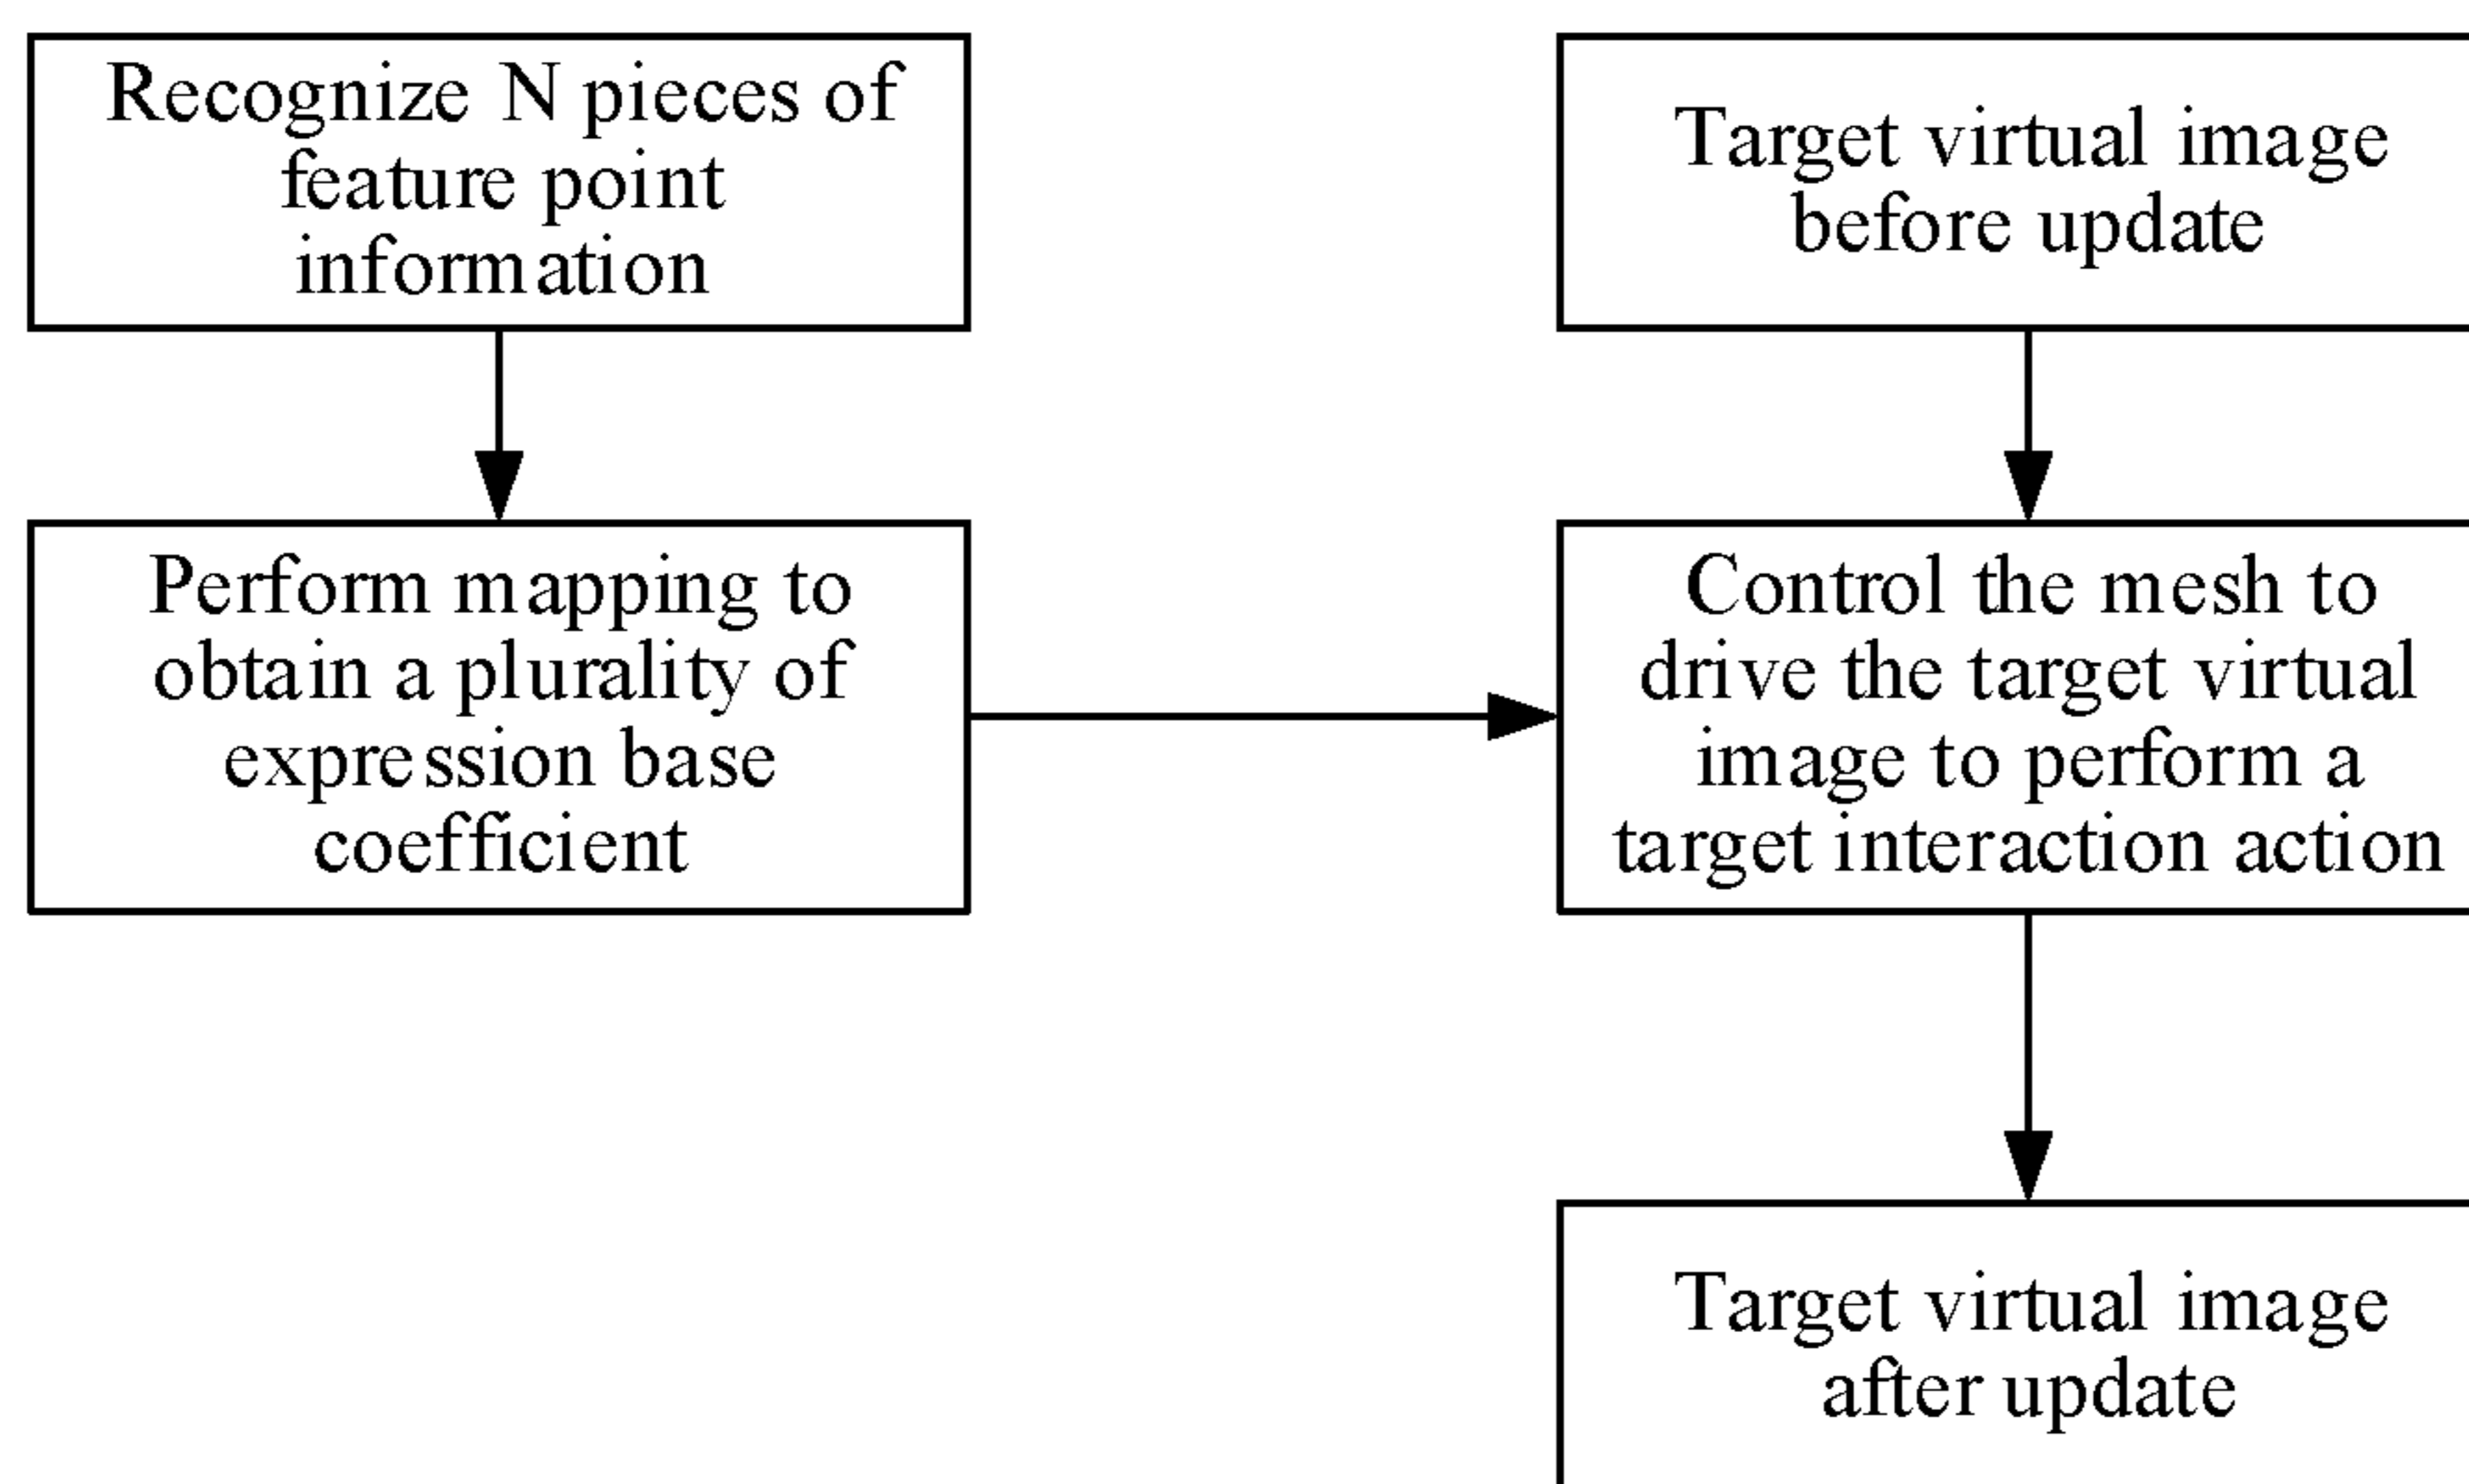 Recognize N pieces of
feature point
information
Target virtual image
before update
Perform mapping to
obtain a plurality of
expression base
coefficient
Control the mesh to
drive the target virtual
image to perform a
target interaction action
Target virtual image
after update